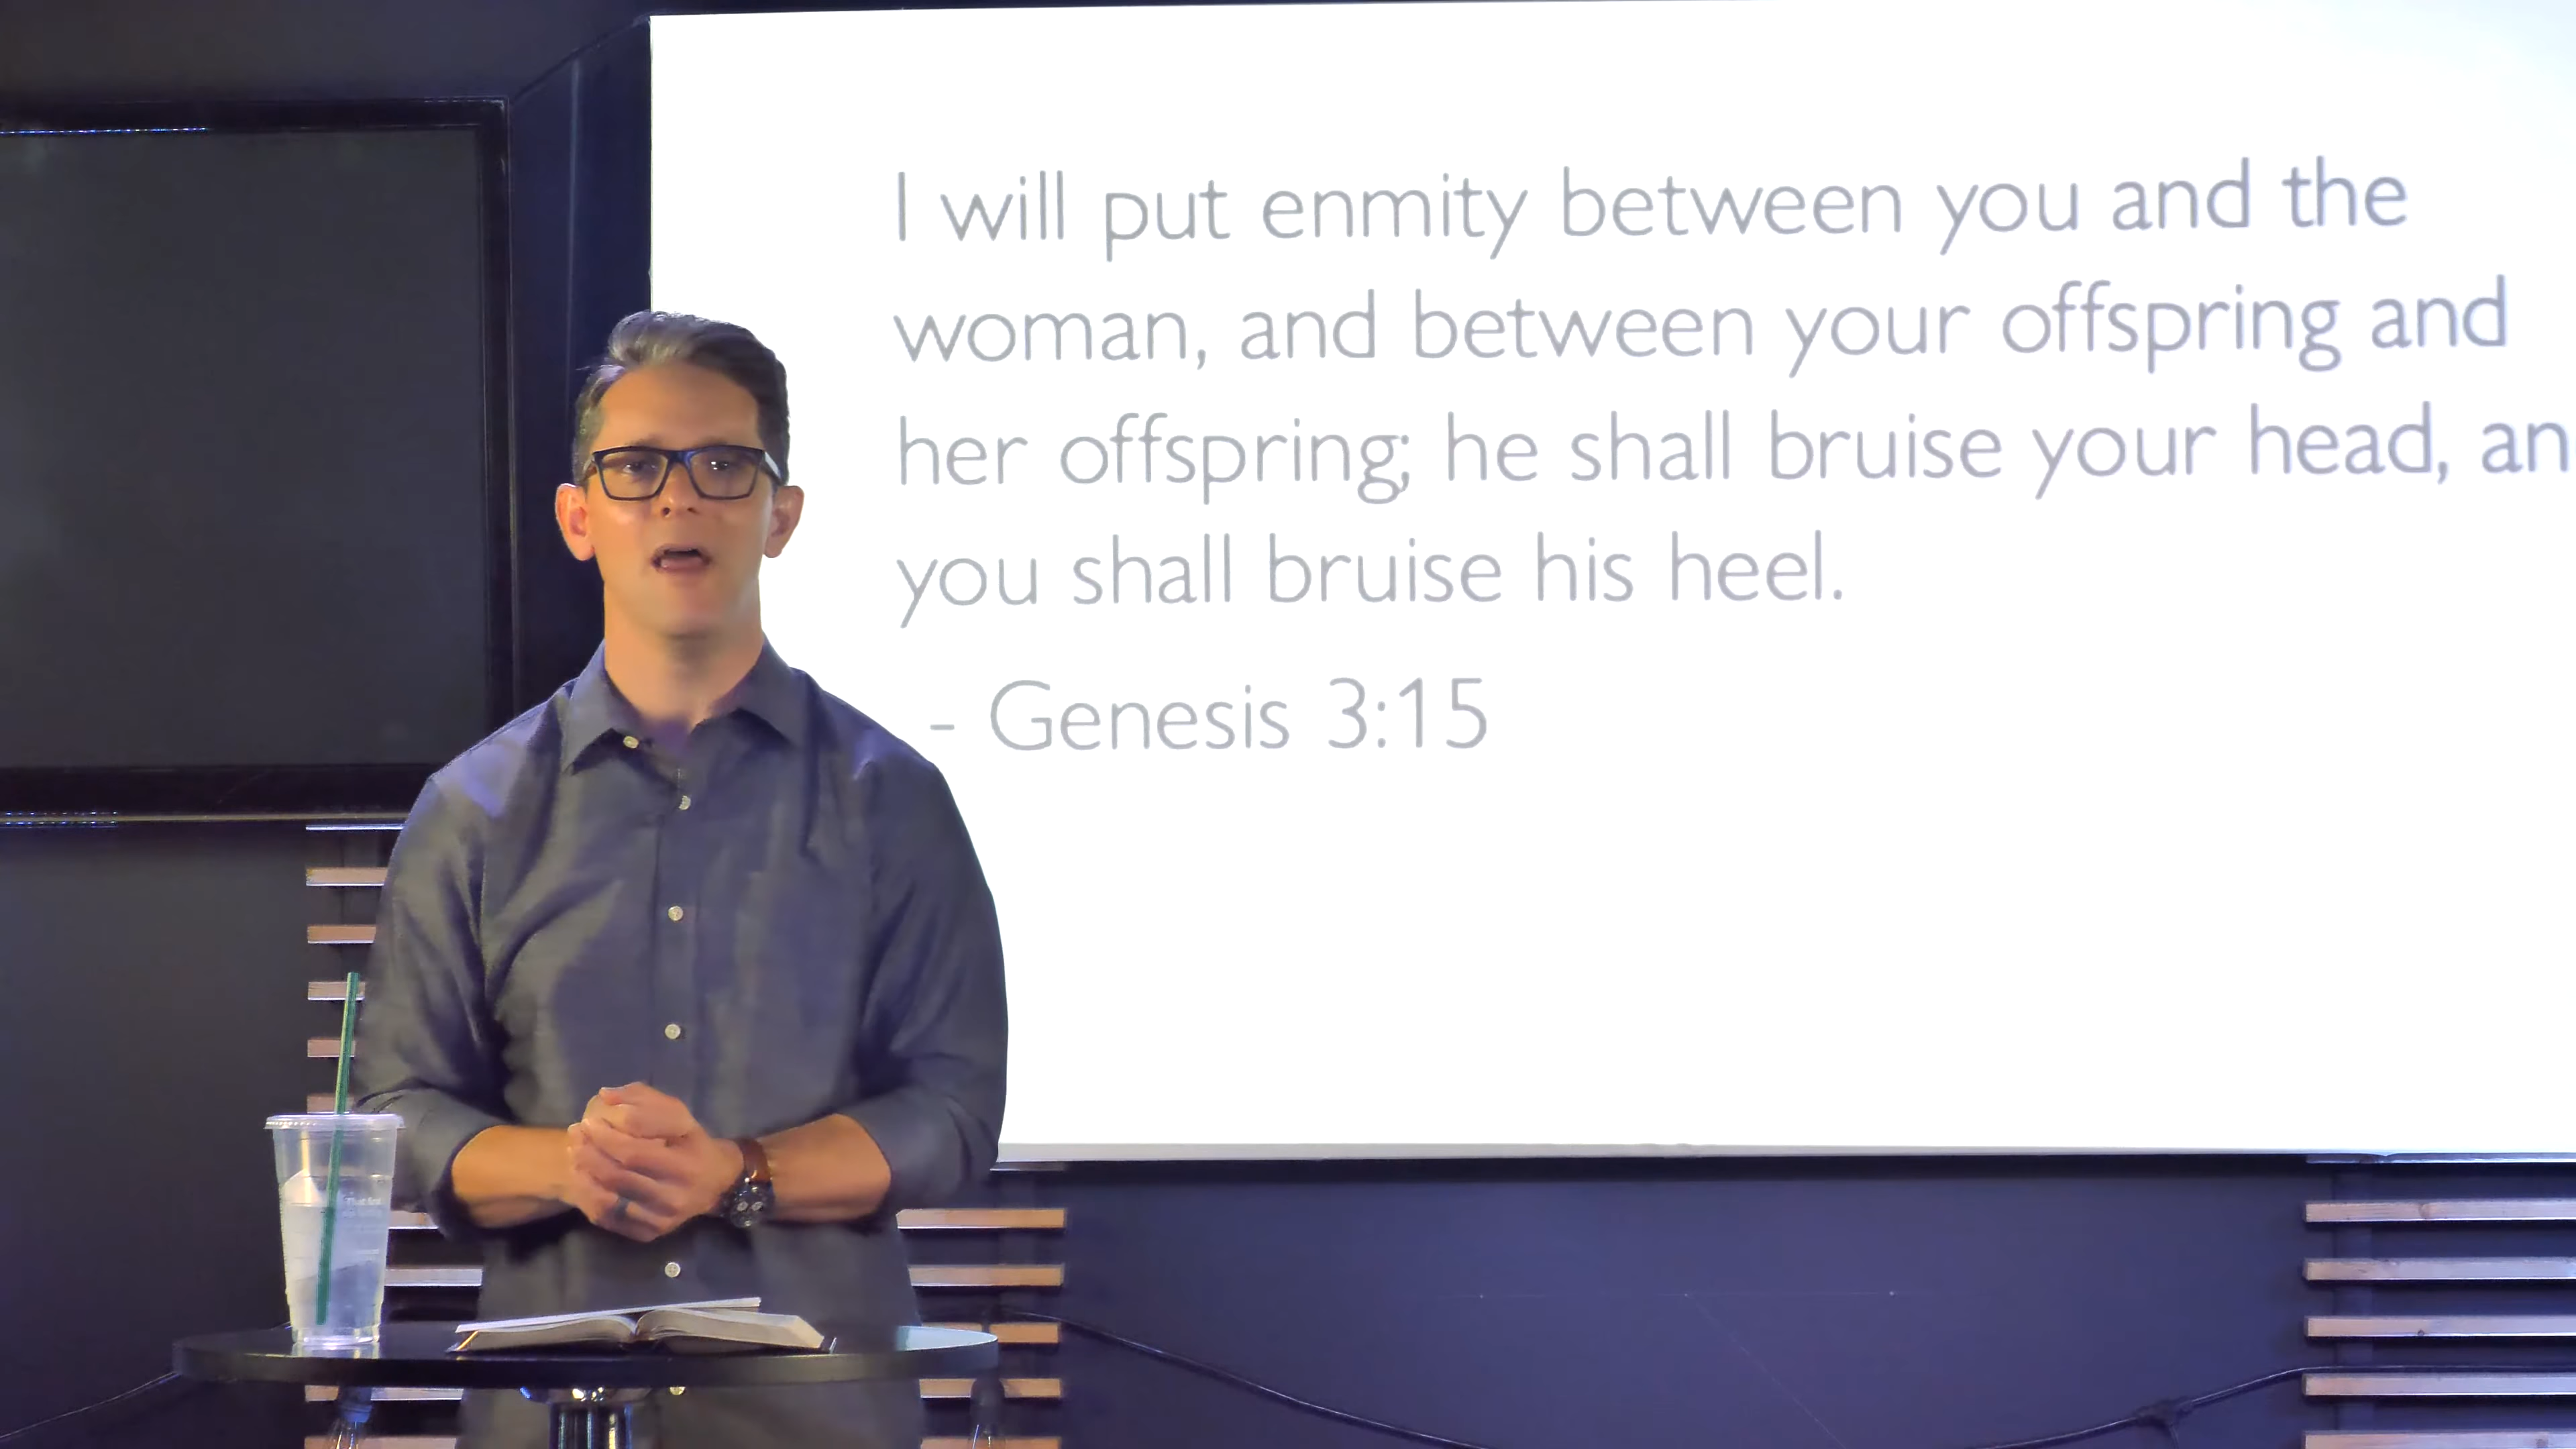 I will put enmity between you and the
woman, and between your offspring and
her offspring; he shall bruise your head, an
you shall bruise his heel.
- Genesis 3:15